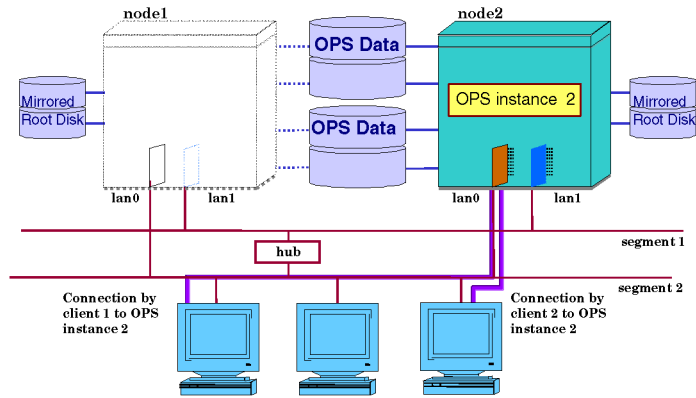 node1
node2
OPS Data
OPS instance 2
Mirrored
Root Disk
OPS Data
Mirrored
Root Disk
lan0
lan1
lan0
lan1
segment 1
hub
segment 2
Connection by
client 1 to OPS
instance 2
Connection by
client 2 to OPS
instance 2